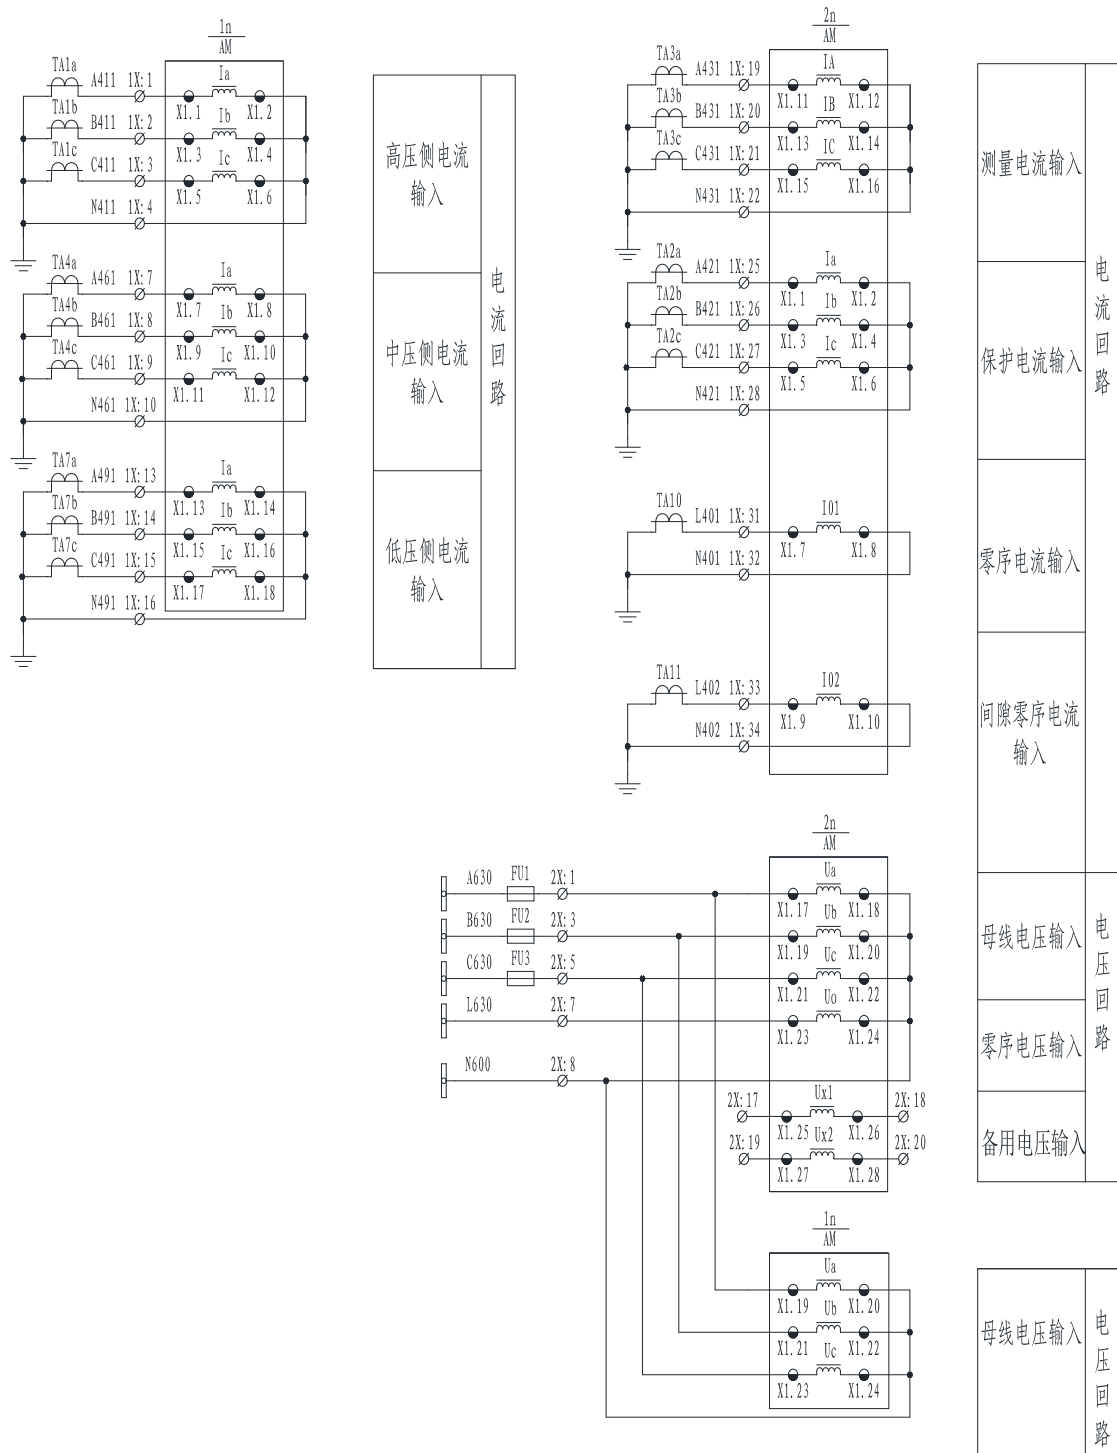 1n
AM
TA1a A411 1X:1 Ia
X1.1 X1.2
TA1b B411 1X:2 Ib
X1.3 X1.4
TA1c C411 1X:3 Ic
X1.5 X1.6
N411 1X:4
TA4a A461 1X:7 Ia
X1.7 X1.8
TA4b B461 1X:8 Ib
X1.9 X1.10
TA4c C461 1X:9 Ic
X1.11 X1.12
N461 1X:10
TA7a A491 1X:13 Ia
X1.13 X1.14
TA7b B491 1X:14 Ib
X1.15 X1.16
TA7c C491 1X:15 Ic
X1.17 X1.18
N491 1X:16
高压侧电流
输入
中压侧电流
输入
低压侧电流
输入
电
流
回
路
2n
AM
TA3a A431 1X:19 IA
X1.11 X1.12
TA3b B431 1X:20 IB
X1.13 X1.14
TA3c C431 1X:21 IC
X1.15 X1.16
N431 1X:22
TA2a A421 1X:25 Ia
X1.1 X1.2
TA2b B421 1X:26 Ib
X1.3 X1.4
TA2c C421 1X:27 Ic
X1.5 X1.6
N421 1X:28
TA10 L401 1X:31 I01
X1.7 X1.8
N401 1X:32
TA11 L402 1X:33 I02
X1.9 X1.10
N402 1X:34
测量电流输入
保护电流输入
零序电流输入
间隙零序电流
输入
电
流
回
路
2n
AM
A630 FU1 2X:1 Ua
X1.17 X1.18
B630 FU2 2X:3 Ub
X1.19 X1.20
C630 FU3 2X:5 Uc
X1.21 X1.22
L630 2X:7 Uo
X1.23 X1.24
N600 2X:8
2X:17 Ux1 2X:18
X1.25 X1.26
2X:19 Ux2 2X:20
X1.27 X1.28
母线电压输入
零序电压输入
备用电压输入
电
压
回
路
1n
AM
Ua
X1.19 X1.20
Ub
X1.21 X1.22
Uc
X1.23 X1.24
母线电压输入
电
压
回
路